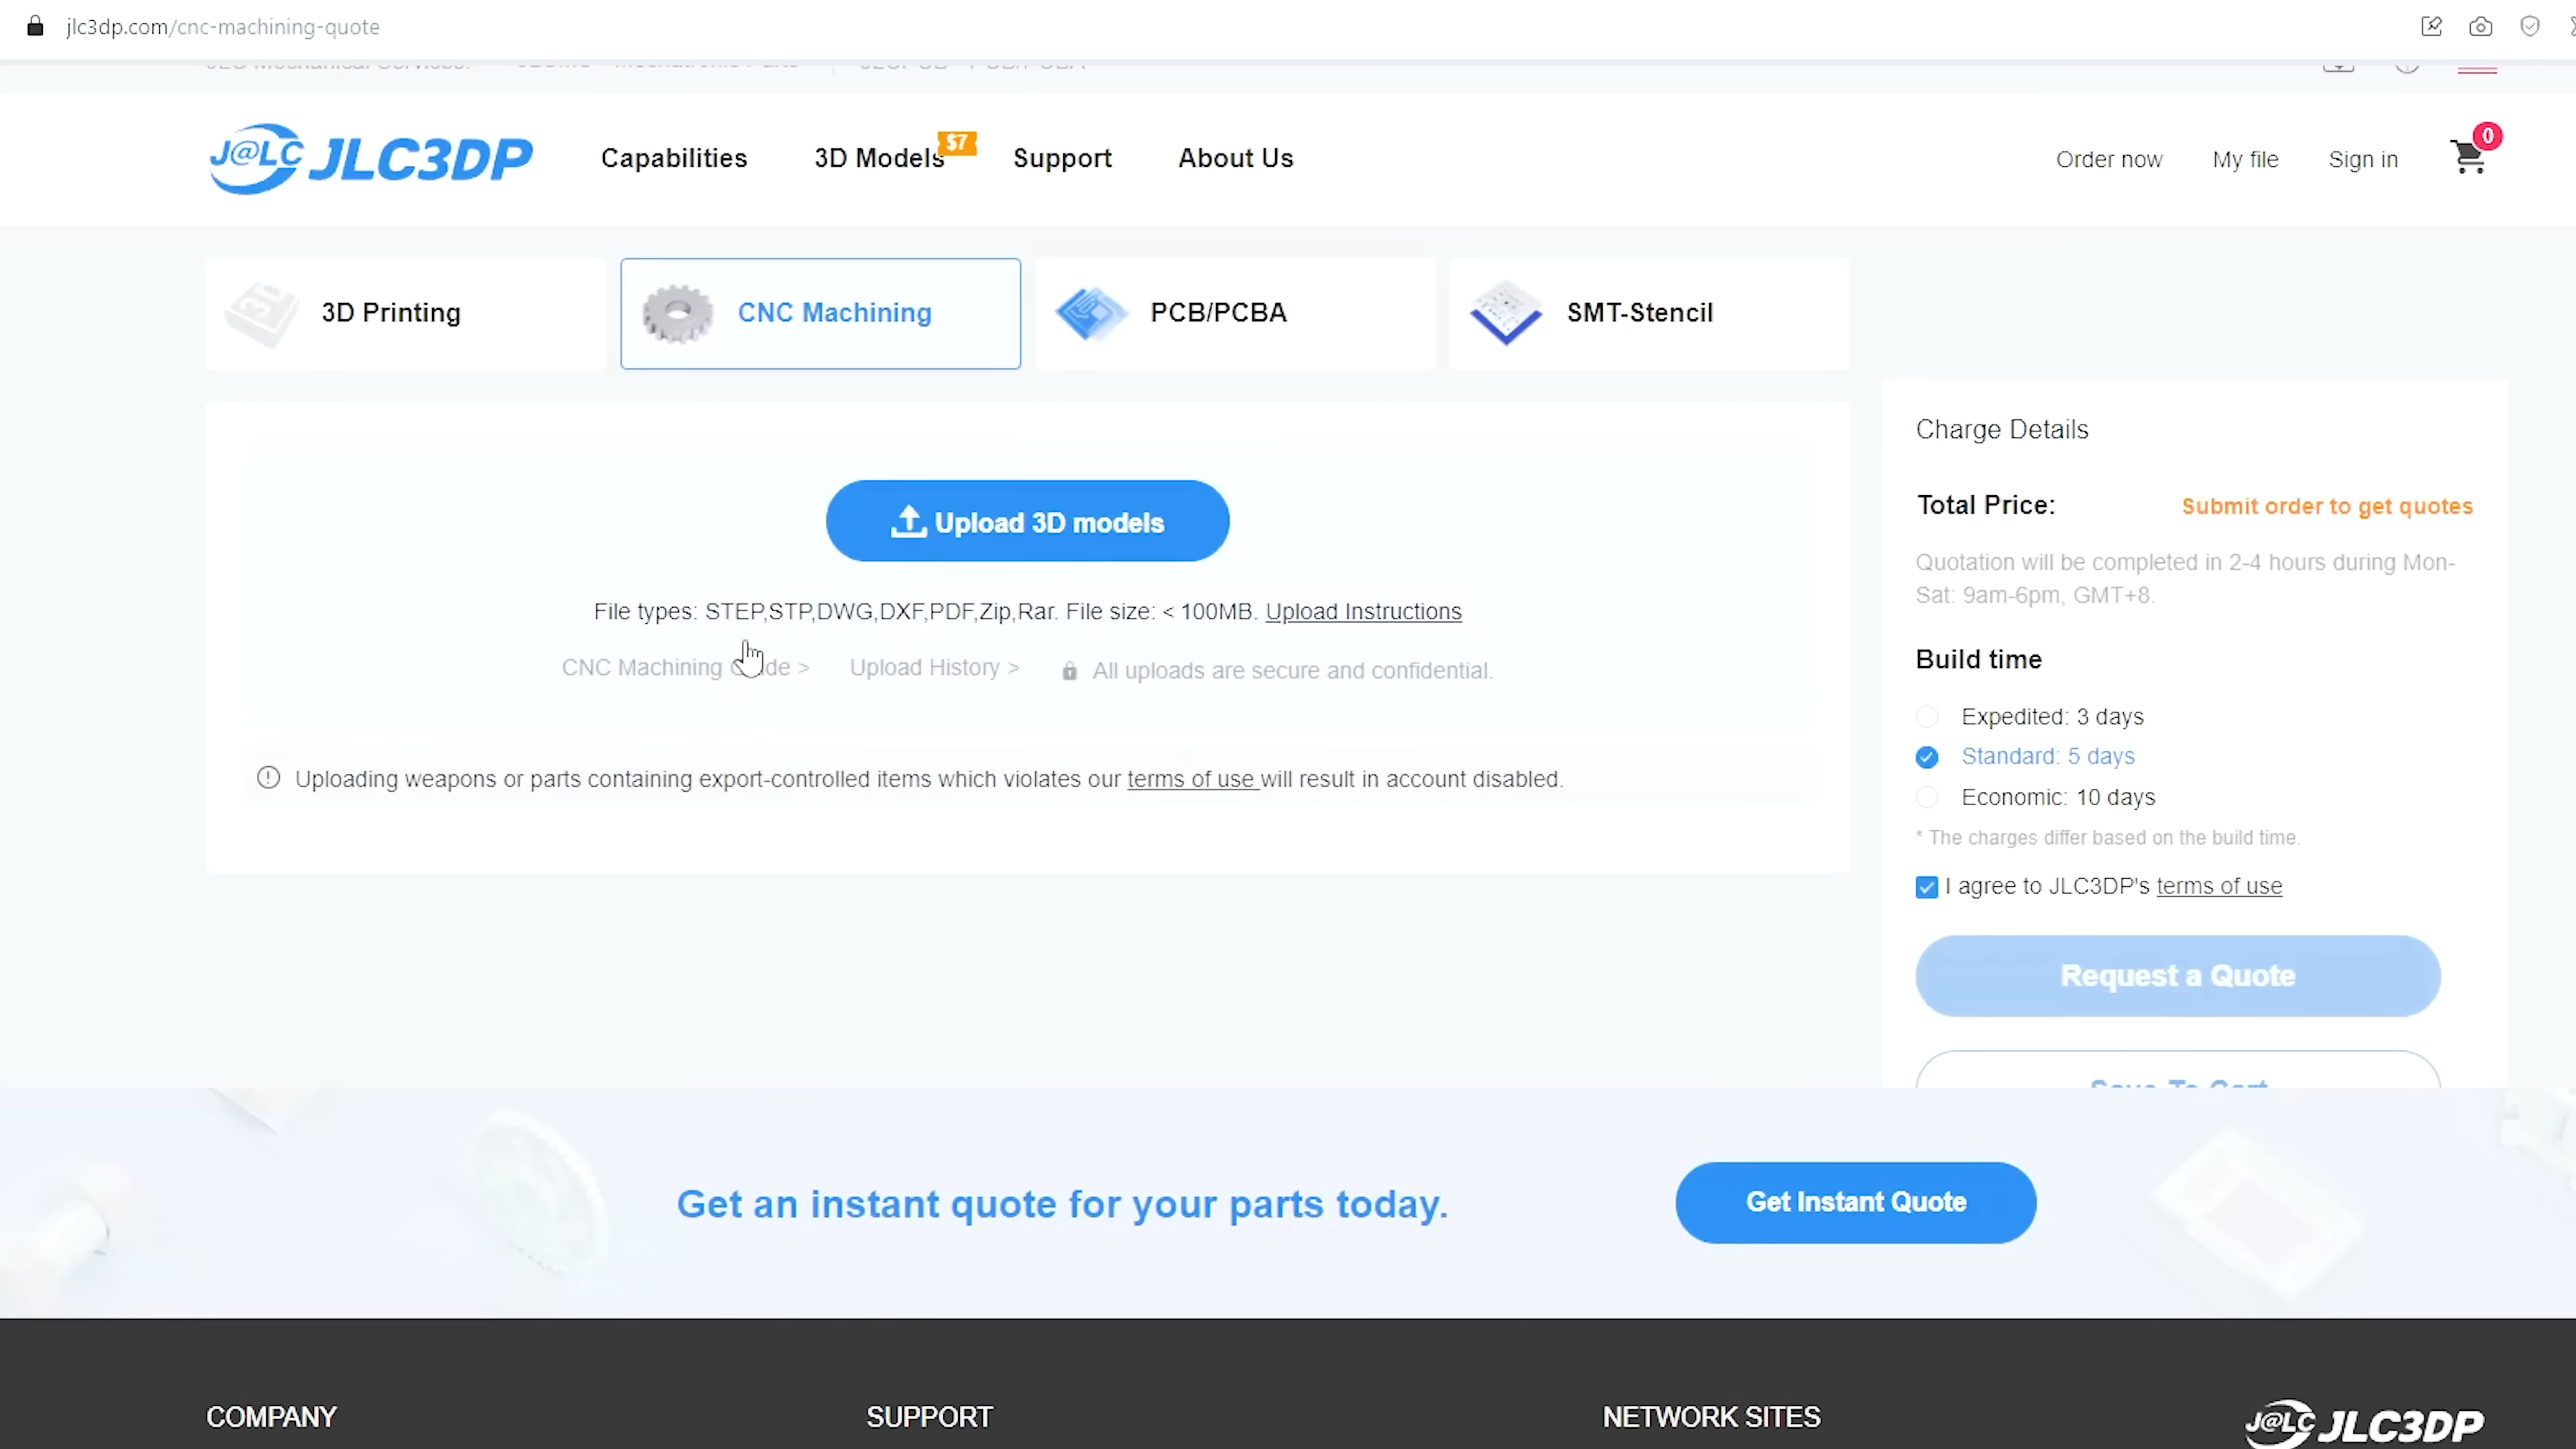 jlc3dp.com/cnc-machining-quote
J@LC JLC3DP
Capabilities
3D Models
$7
Support
About Us
Order now
My file
Sign in
0
3D Printing
CNC Machining
PCB/PCBA
SMT-Stencil
Upload 3D models
File types: STEP,STP,DWG,DXF,PDF,Zip,Rar. File size: < 100MB. Upload Instructions
CNC Machining >
Upload History >
All uploads are secure and confidential.
Uploading weapons or parts containing export-controlled items which violates our terms of use will result in account disabled.
Charge Details
Total Price:
Submit order to get quotes
Quotation will be completed in 2-4 hours during Mon-
Sat: 9am-6pm, GMT+8.
Build time
Expedited: 3 days
Standard: 5 days
Economic: 10 days
* The charges differ based on the build time.
I agree to JLC3DP's terms of use
Request a Quote
Get an instant quote for your parts today.
Get Instant Quote
COMPANY
SUPPORT
NETWORK SITES
J@LC JLC3DP